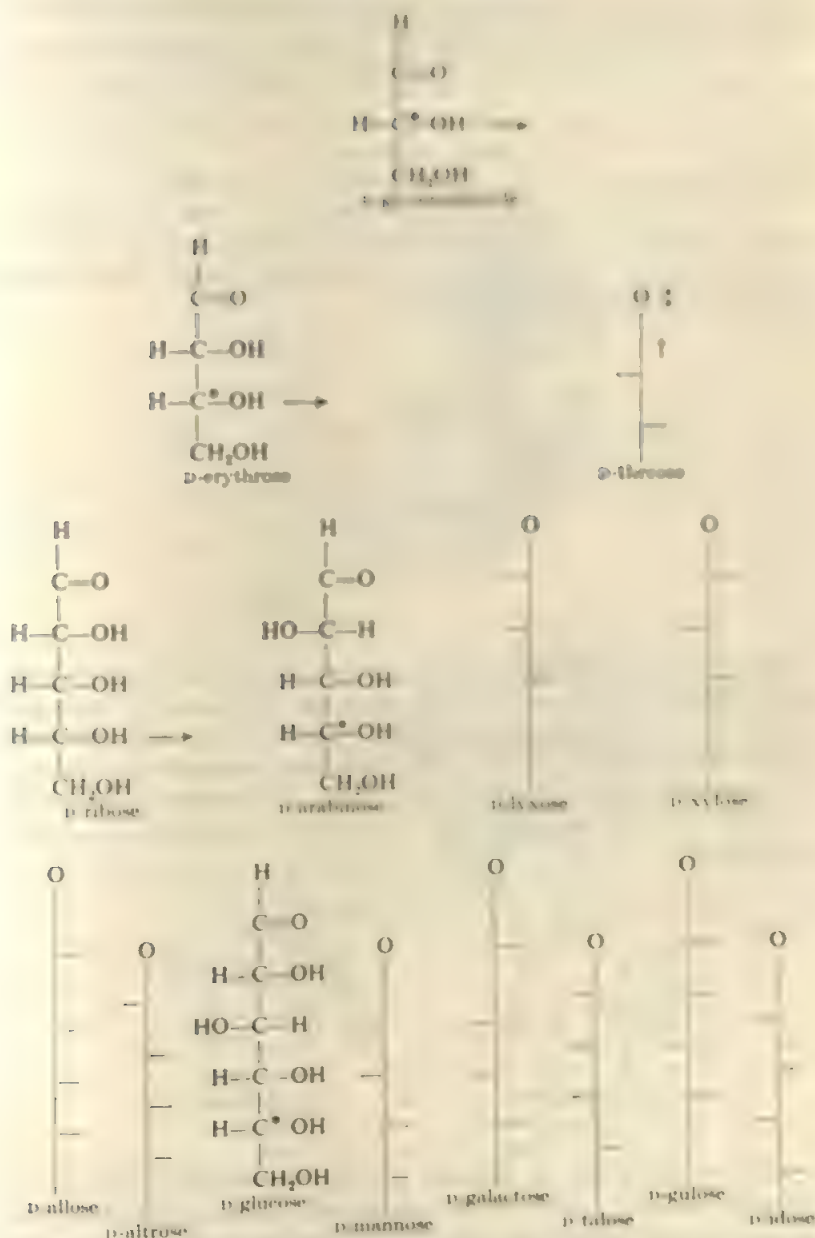 H
C O
H C* OH
CH₂OH
H
C O
H—C—OH
H—C*—OH
CH₂OH
D-erythrose
O :
D-threose
H
C=O
H—C—OH
H—C—OH
H—C—OH
CH₂OH
D-ribose
H
C—O
HO—C—H
H C—OH
H—C* OH
CH₂OH
D-arabinose
O
D-lyxose
O
D-xylose
O
D-allose
O
D-altrose
H
C O
H - C—OH
HO—C—H
H—C -OH
H—C* OH
CH₂OH
D-glucose
O
D-mannose
O
D-galactose
O
D-talose
O
D-gulose
O
D-idose